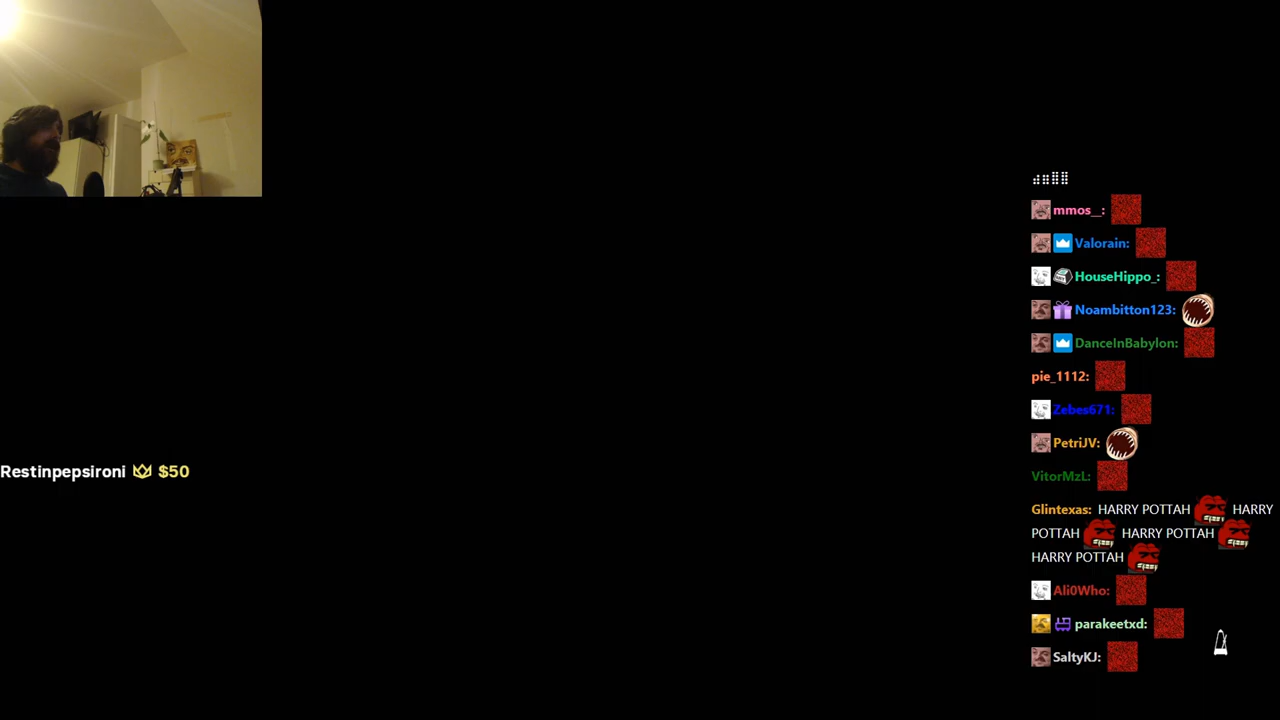 mmos__:
Valorain:
HouseHippo_:
Noambitton123:
DanceInBabylon:
pie_1112:
Zebes671:
Restinpepsironi $50
PetriJV:
VitorMzL:
Glintexas: HARRY POTTAH HARRY
POTTAH HARRY POTTAH
HARRY POTTAH
Ali0Who:
parakeetxd:
SaltyKJ: